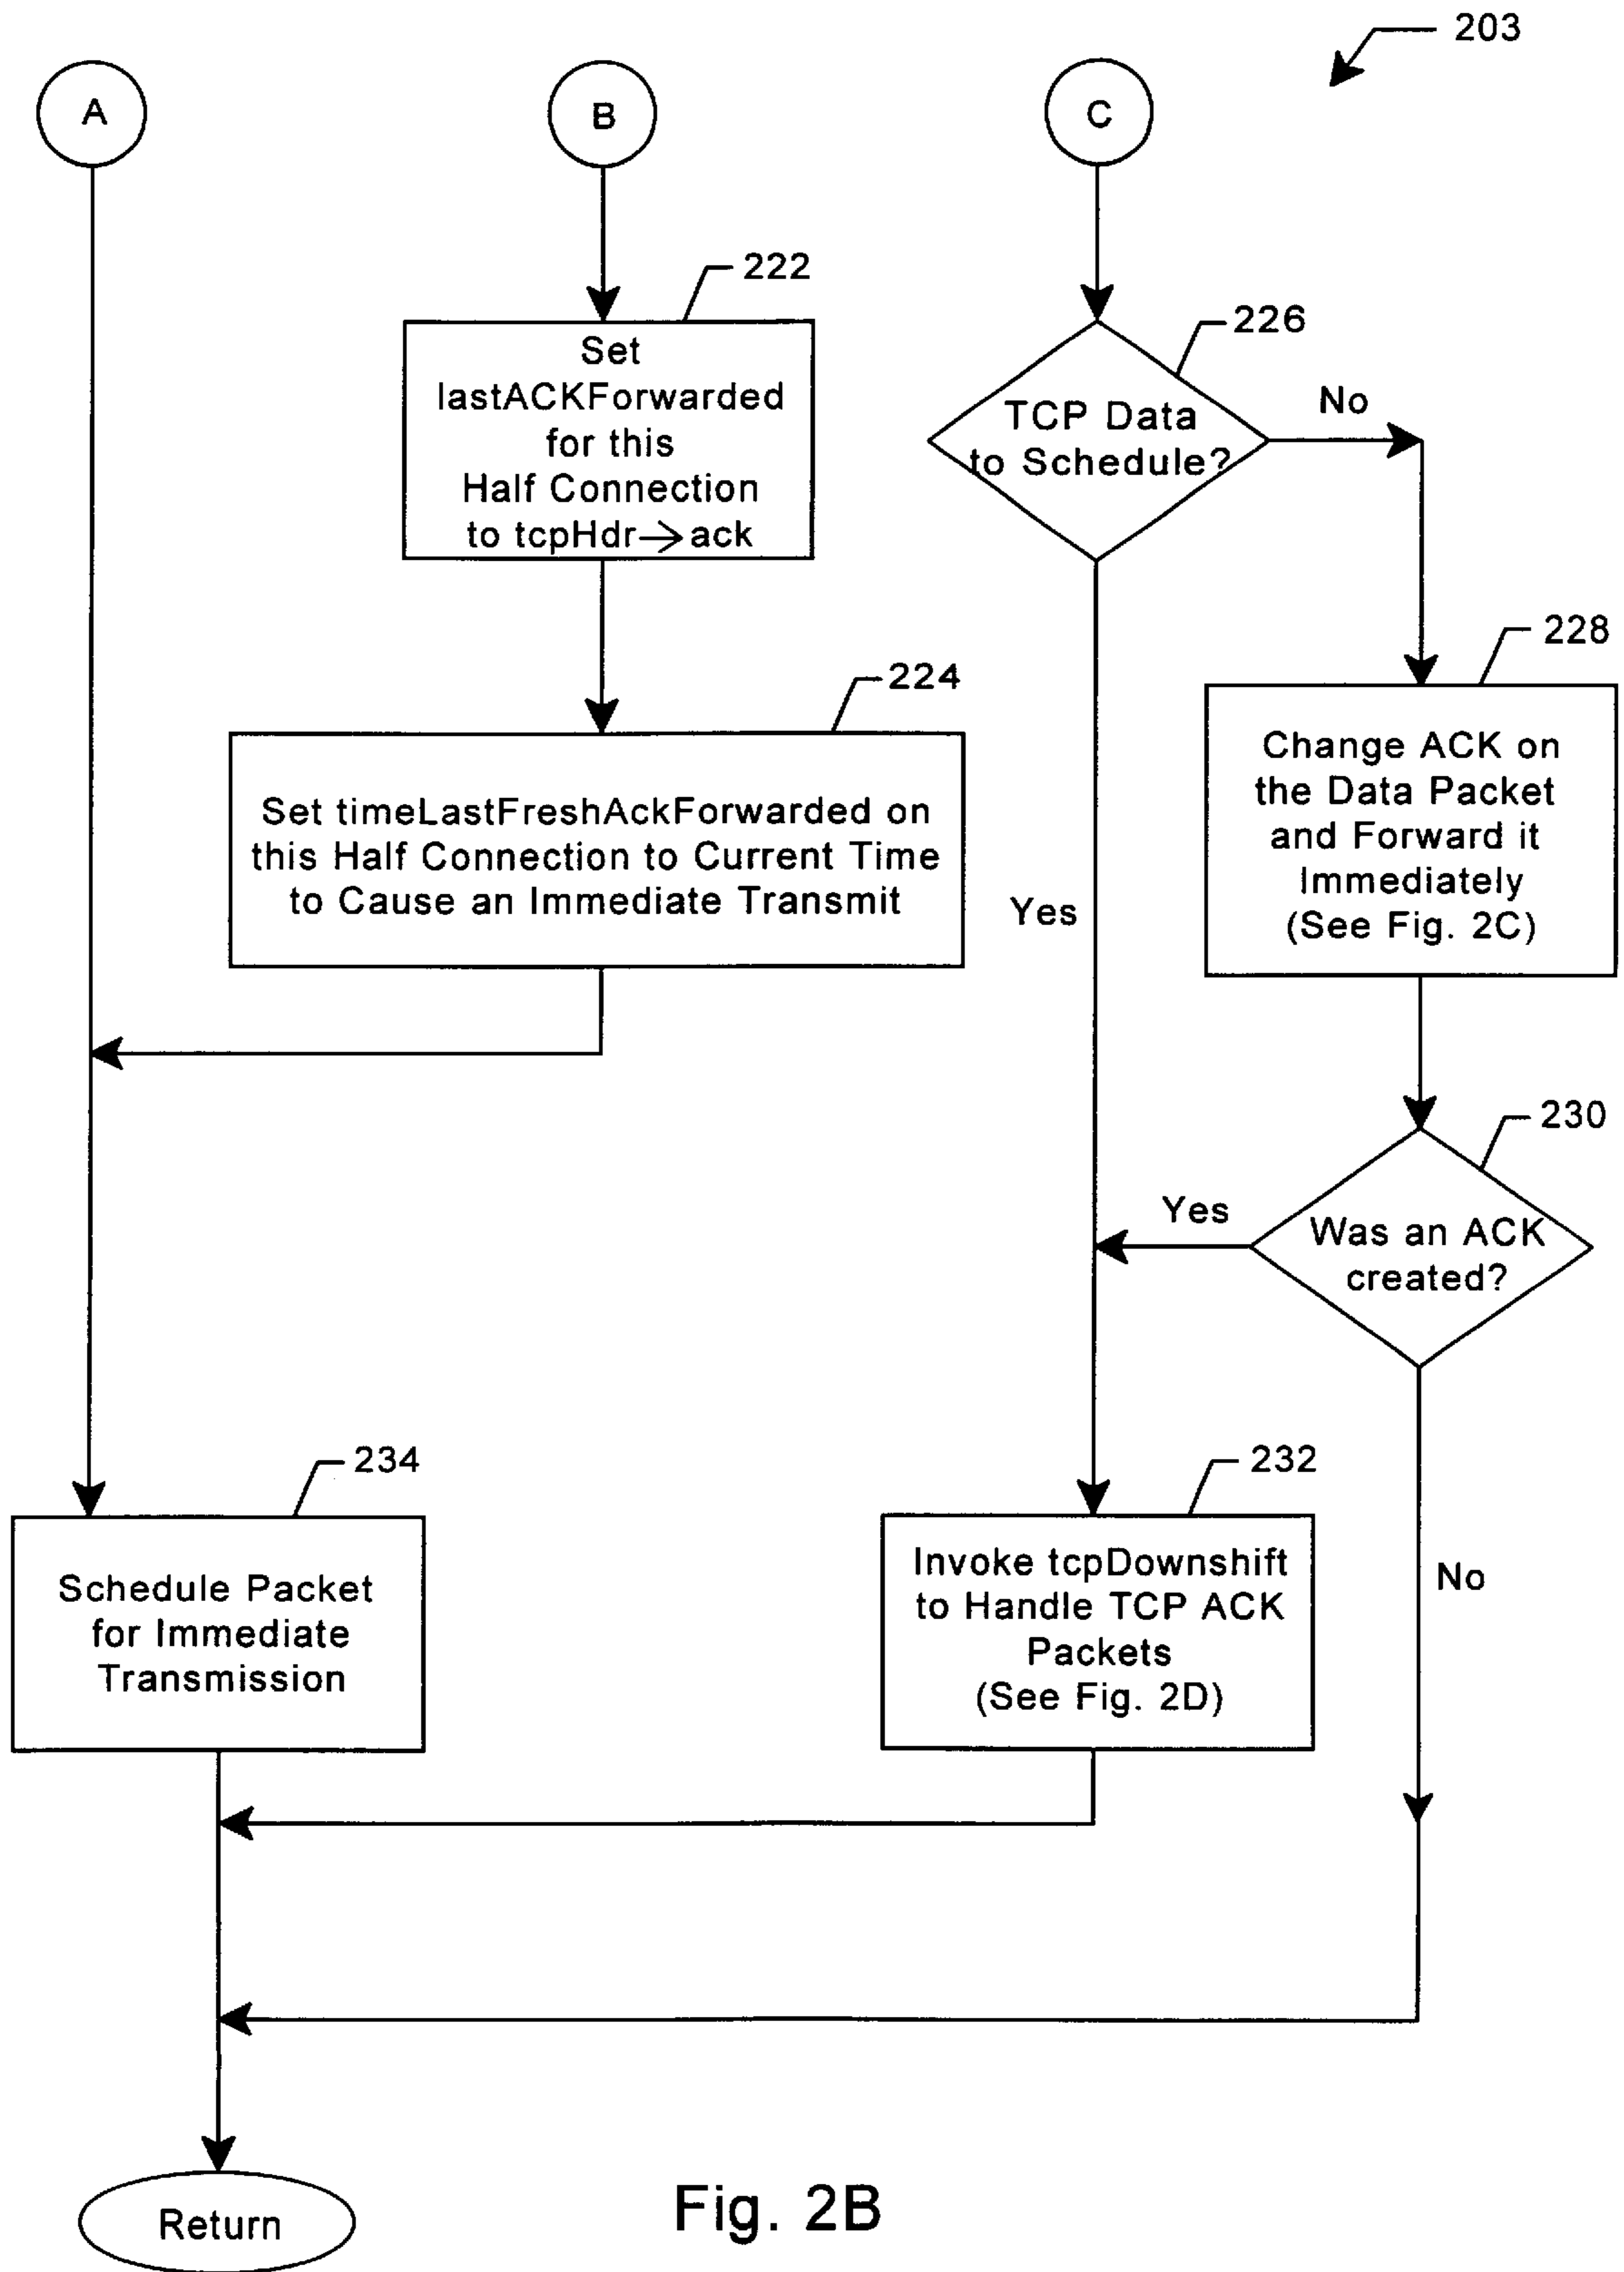 203
A
B
C
222
Set
lastACKForwarded
for this
Half Connection
to tcpHdr→ack
226
TCP Data
to Schedule?
No
228
Change ACK on
the Data Packet
and Forward it
Immediately
(See Fig. 2C)
224
Set timeLastFreshAckForwarded on
this Half Connection to Current Time
to Cause an Immediate Transmit
Yes
230
Was an ACK
created?
Yes
No
234
Schedule Packet
for Immediate
Transmission
232
Invoke tcpDownshift
to Handle TCP ACK
Packets
(See Fig. 2D)
Return
Fig. 2B